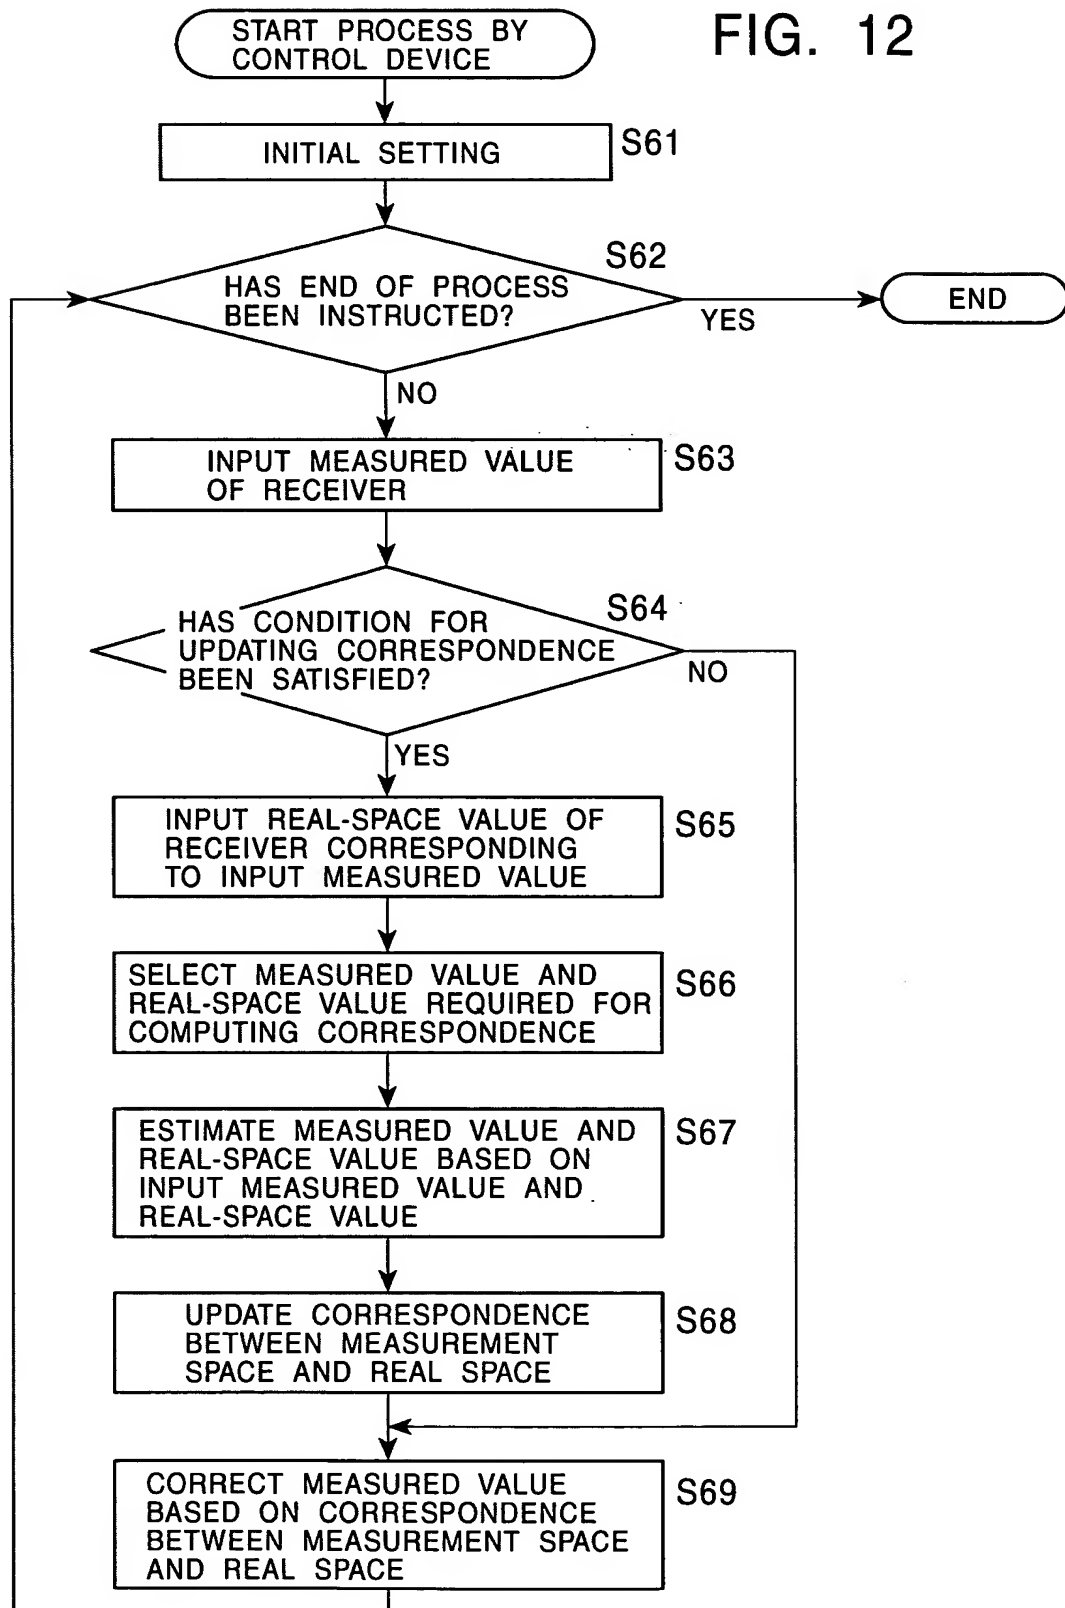 FIG. 12
START PROCESS BY
CONTROL DEVICE
INITIAL SETTING
S61
S62
HAS END OF PROCESS
BEEN INSTRUCTED?
YES
END
NO
INPUT MEASURED VALUE
OF RECEIVER
S63
S64
HAS CONDITION FOR
UPDATING CORRESPONDENCE
BEEN SATISFIED?
NO
YES
INPUT REAL-SPACE VALUE OF
RECEIVER CORRESPONDING
TO INPUT MEASURED VALUE
S65
SELECT MEASURED VALUE AND
REAL-SPACE VALUE REQUIRED FOR
COMPUTING CORRESPONDENCE
S66
ESTIMATE MEASURED VALUE AND
REAL-SPACE VALUE BASED ON
INPUT MEASURED VALUE AND
REAL-SPACE VALUE
S67
UPDATE CORRESPONDENCE
BETWEEN MEASUREMENT
SPACE AND REAL SPACE
S68
CORRECT MEASURED VALUE
BASED ON CORRESPONDENCE
BETWEEN MEASUREMENT SPACE
AND REAL SPACE
S69